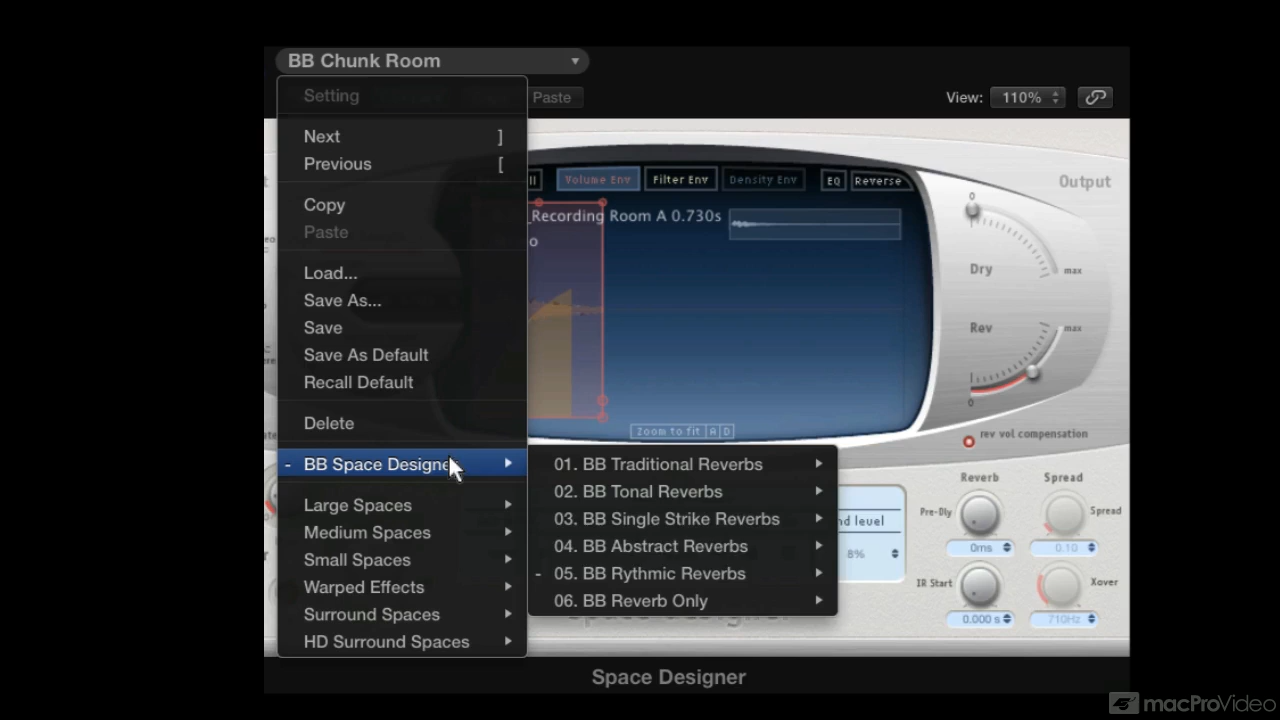 BB Chunk Room
Setting
Paste
View: 110%
Next ]
Previous [
Copy
Paste
Load...
Save As...
Save
Save As Default
Recall Default
Delete
- BB Space Designe
Large Spaces
Medium Spaces
Small Spaces
Warped Effects
Surround Spaces
HD Surround Spaces
01. BB Traditional Reverbs
02. BB Tonal Reverbs
03. BB Single Strike Reverbs
04. BB Abstract Reverbs
- 05. BB Rythmic Reverbs
06. BB Reverb Only
Volume Env Filter Env Density Env EQ Reverse
_Recording Room A 0.730s
Zoom to fit A D
Output
0
Dry
max
Rev
max
0
rev vol compensation
nd level
8%
Reverb Spread
Pre-Dly Spread
0ms 0.10
IR Start Xover
0.000 s 710Hz
Space Designer
macProVideo